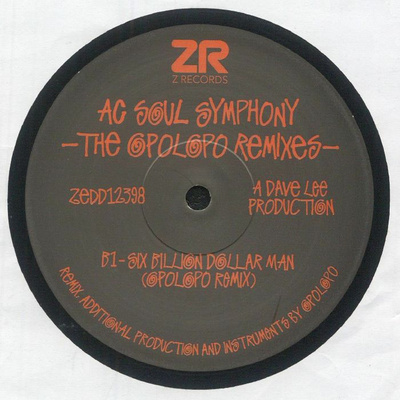 ZR
Z RECORDS
AC SOUL SYMPHONY
-THE OPOLOPO REMIXES-
ZEDD12398
A DAVE LEE
PRODUCTION
B1-SIX BILLION DOLLAR MAN
(OPOLOPO REMIX)
REMIX, ADDITIONAL PRODUCTION AND INSTRUMENTS BY OPOLOPO